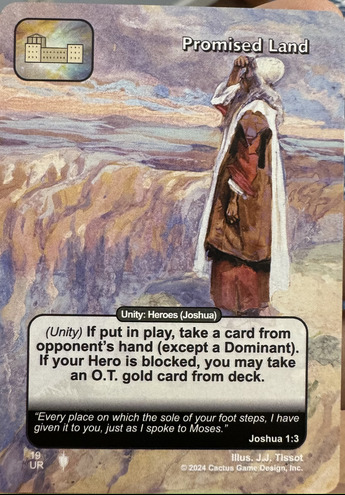 Promised Land
Unity: Heroes (Joshua)
(Unity) If put in play, take a card from
opponent's hand (except a Dominant).
If your Hero is blocked, you may take
an O.T. gold card from deck.
"Every place on which the sole of your foot steps, I have
given it to you, just as I spoke to Moses."
Joshua 1:3
19
UR
Illus. J.J. Tissot
© 2024 Cactus Game Design, Inc.